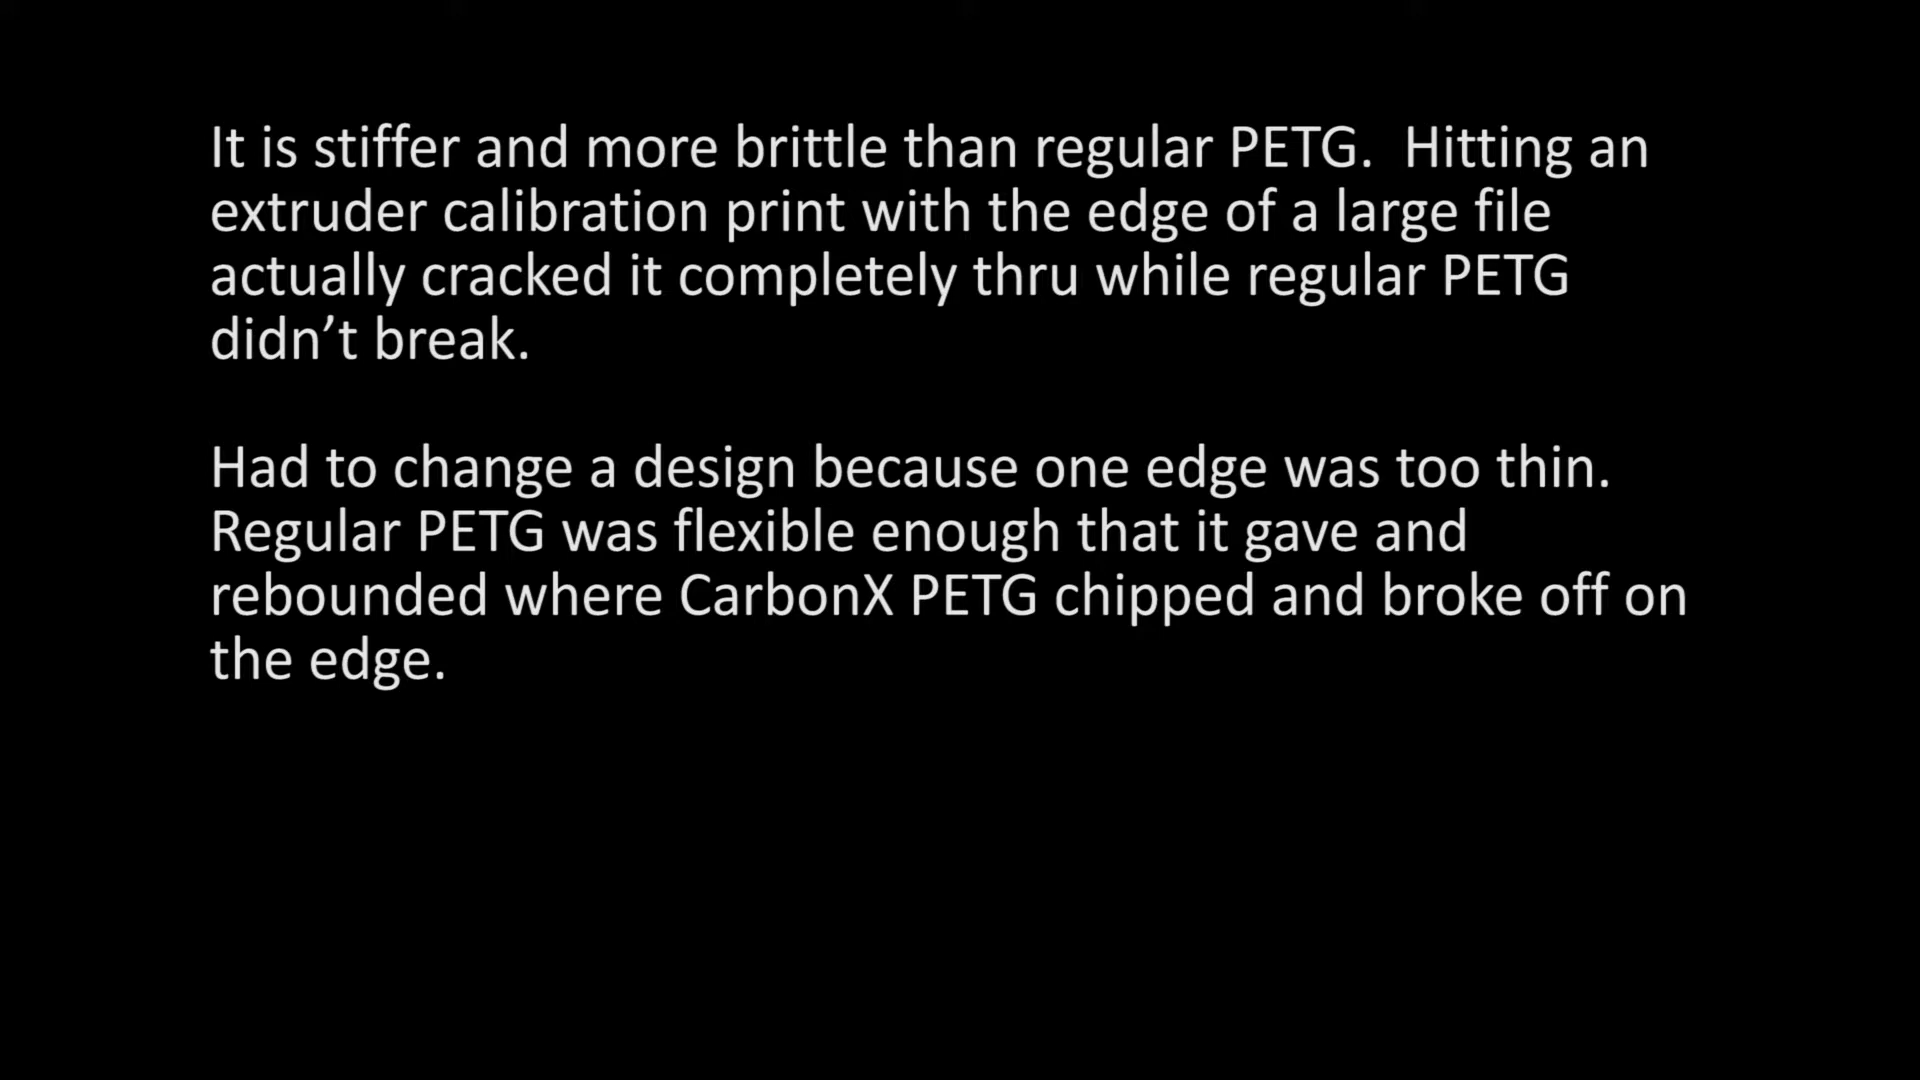 It is stiffer and more brittle than regular PETG.  Hitting an
extruder calibration print with the edge of a large file
actually cracked it completely thru while regular PETG
didn’t break.
Had to change a design because one edge was too thin.
Regular PETG was flexible enough that it gave and
rebounded where CarbonX PETG chipped and broke off on
the edge.